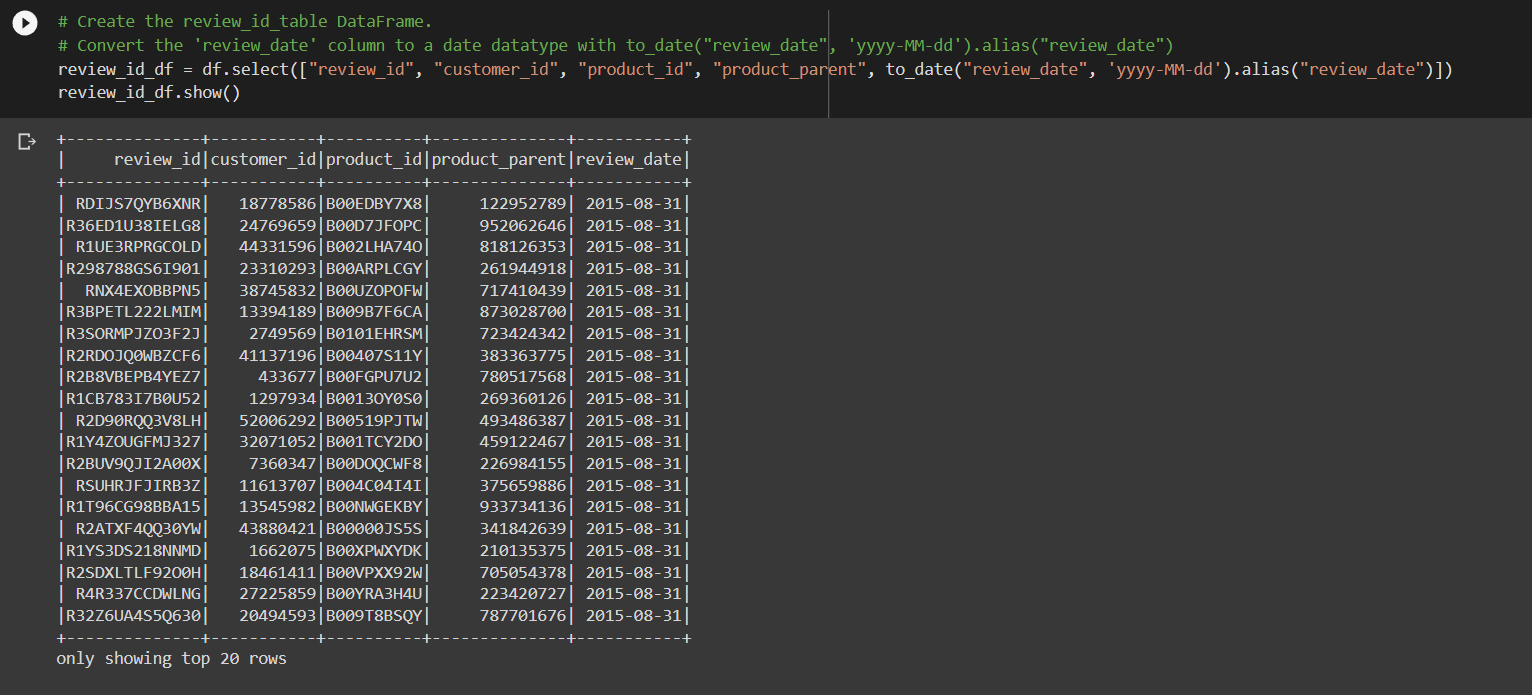 # Create the review_id_table DataFrame.
# Convert the 'review_date' column to a date datatype with to_date("review_date", 'yyyy-MM-dd').alias("review_date")
review_id_df = df.select(["review_id", "customer_id", "product_id", "product_parent", to_date("review_date", 'yyyy-MM-dd').alias("review_date")])
review_id_df.show()
+--------------+-----------+----------+--------------+-----------+
|     review_id|customer_id|product_id|product_parent|review_date|
+--------------+-----------+----------+--------------+-----------+
| RDIJS7QYB6XNR|   18778586|B00EDBY7X8|     122952789| 2015-08-31|
|R36ED1U38IELG8|   24769659|B00D7JFOPC|     952062646| 2015-08-31|
| R1UE3RPRGCOLD|   44331596|B002LHA74O|     818126353| 2015-08-31|
|R298788GS6I901|   23310293|B00ARPLCGY|     261944918| 2015-08-31|
|  RNX4EXOBBPN5|   38745832|B00UZOPOFW|     717410439| 2015-08-31|
|R3BPETL222LMIM|   13394189|B009B7F6CA|     873028700| 2015-08-31|
|R3SORMPJZO3F2J|    2749569|B0101EHRSM|     723424342| 2015-08-31|
|R2RDOJQ0WBZCF6|   41137196|B00407S11Y|     383363775| 2015-08-31|
|R2B8VBEPB4YEZ7|     433677|B00FGPU7U2|     780517568| 2015-08-31|
|R1CB783I7B0U52|    1297934|B0013OY0S0|     269360126| 2015-08-31|
| R2D90RQQ3V8LH|   52006292|B00519PJTW|     493486387| 2015-08-31|
|R1Y4ZOUGFMJ327|   32071052|B001TCY2DO|     459122467| 2015-08-31|
|R2BUV9QJI2A00X|    7360347|B00DOQCWF8|     226984155| 2015-08-31|
| RSUHRJFJIRB3Z|   11613707|B004C04I4I|     375659886| 2015-08-31|
|R1T96CG98BBA15|   13545982|B00NWGEKBY|     933734136| 2015-08-31|
| R2ATXF4QQ30YW|   43880421|B00000JS5S|     341842639| 2015-08-31|
|R1YS3DS218NNMD|    1662075|B00XPWXYDK|     210135375| 2015-08-31|
|R2SDXLTLF92O0H|   18461411|B00VPXX92W|     705054378| 2015-08-31|
| R4R337CCDWLNG|   27225859|B00YRA3H4U|     223420727| 2015-08-31|
|R32Z6UA4S5Q630|   20494593|B009T8BSQY|     787701676| 2015-08-31|
+--------------+-----------+----------+--------------+-----------+
only showing top 20 rows